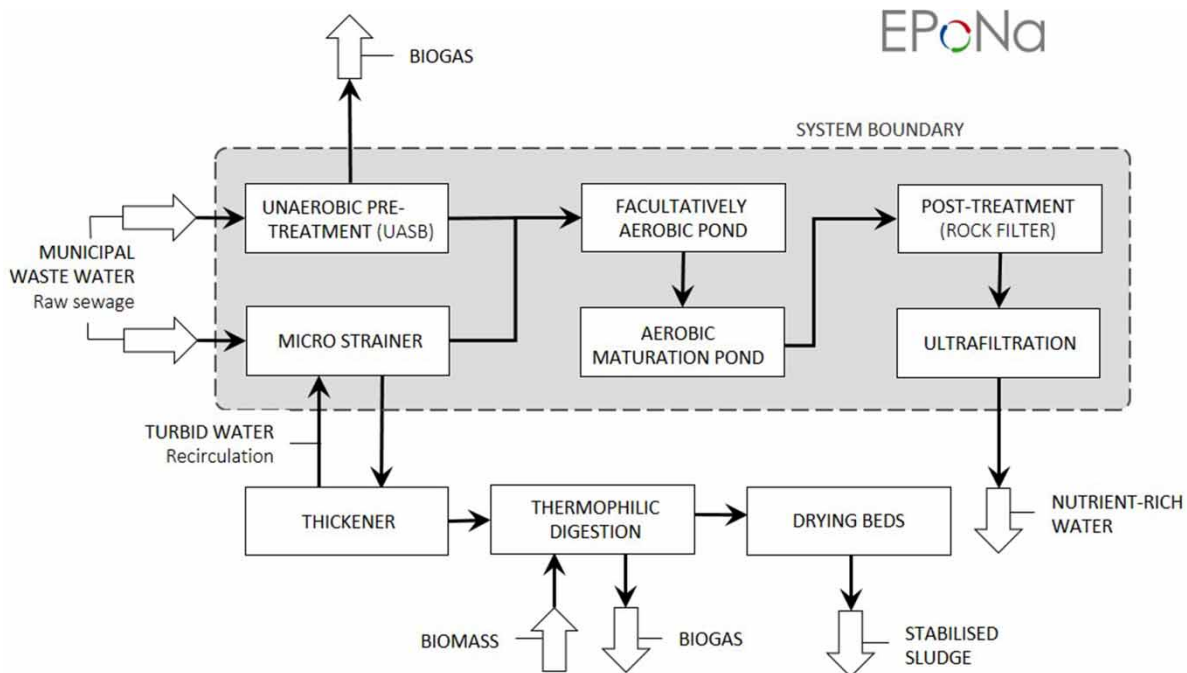 EPoNa
BIOGAS
SYSTEM BOUNDARY
UNAEROBIC PRE-
TREATMENT (UASB)
FACULTATIVELY
AEROBIC POND
POST-TREATMENT
(ROCK FILTER)
MUNICIPAL
WASTE WATER
Raw sewage
MICRO STRAINER
AEROBIC
MATURATION POND
ULTRAFILTRATION
TURBID WATER
Recirculation
THICKENER
THERMOPHILIC
DIGESTION
DRYING BEDS
NUTRIENT-RICH
WATER
BIOMASS
BIOGAS
STABILISED
SLUDGE